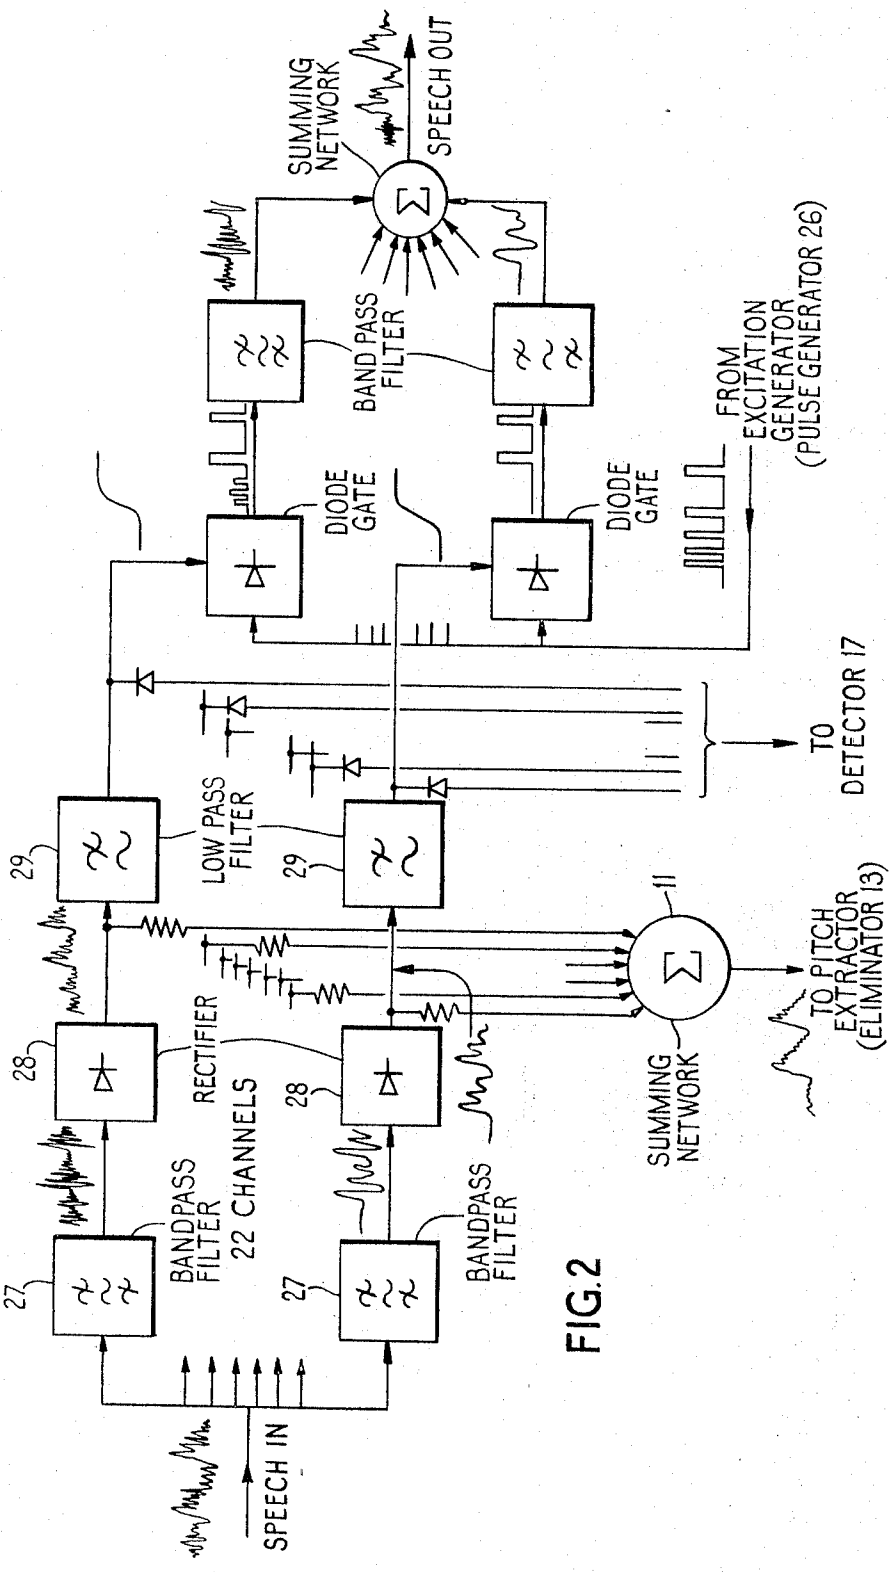 SPEECH IN
27
BANDPASS
FILTER
27
BANDPASS
FILTER
22 CHANNELS
28
RECTIFIER
28
29
LOW PASS
FILTER
29
SUMMING
NETWORK
11
Σ
TO PITCH
EXTRACTOR
(ELIMINATOR 13)
TO
DETECTOR 17
DIODE
GATE
DIODE
GATE
FROM
EXCITATION
GENERATOR
(PULSE GENERATOR 26)
BAND PASS
FILTER
SUMMING
NETWORK
Σ
SPEECH OUT
FIG.2